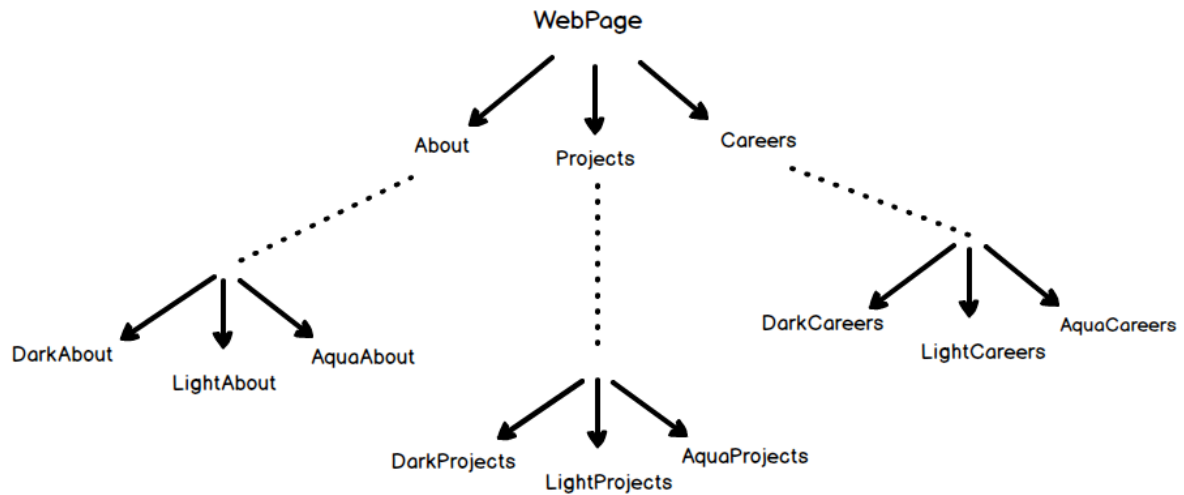 WebPage
About
Projects
Careers
DarkAbout
LightAbout
AquaAbout
DarkProjects
LightProjects
AquaProjects
DarkCareers
LightCareers
AquaCareers